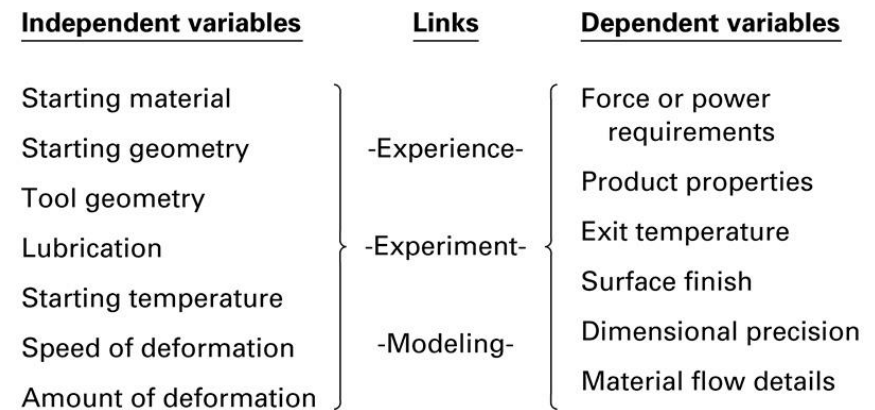 Independent variables
Links
Dependent variables
Starting material
Starting geometry
Tool geometry
Lubrication
Starting temperature
Speed of deformation
Amount of deformation
-Experience-
-Experiment-
-Modeling-
Force or power
requirements
Product properties
Exit temperature
Surface finish
Dimensional precision
Material flow details